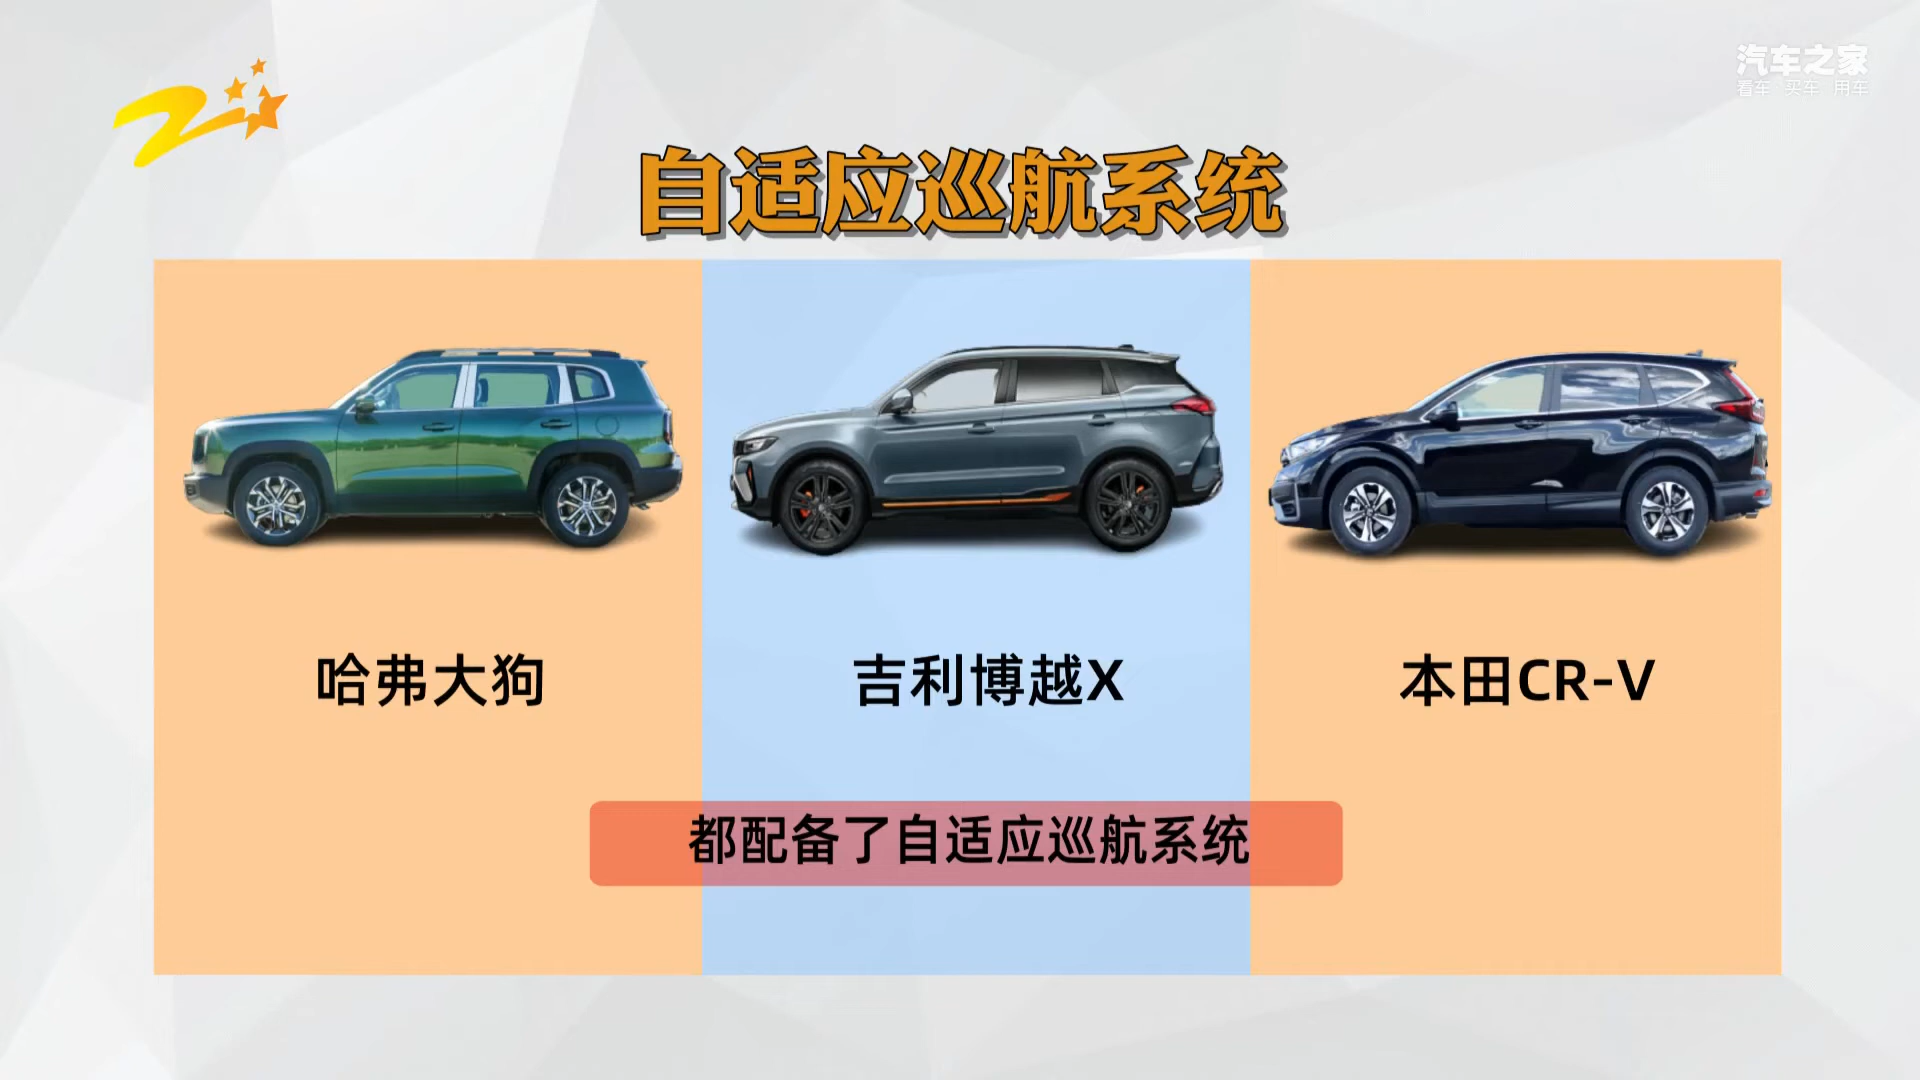 汽车之家
看车 买车 用车
自适应巡航系统
哈弗大狗
吉利博越X
本田CR-V
都配备了自适应巡航系统